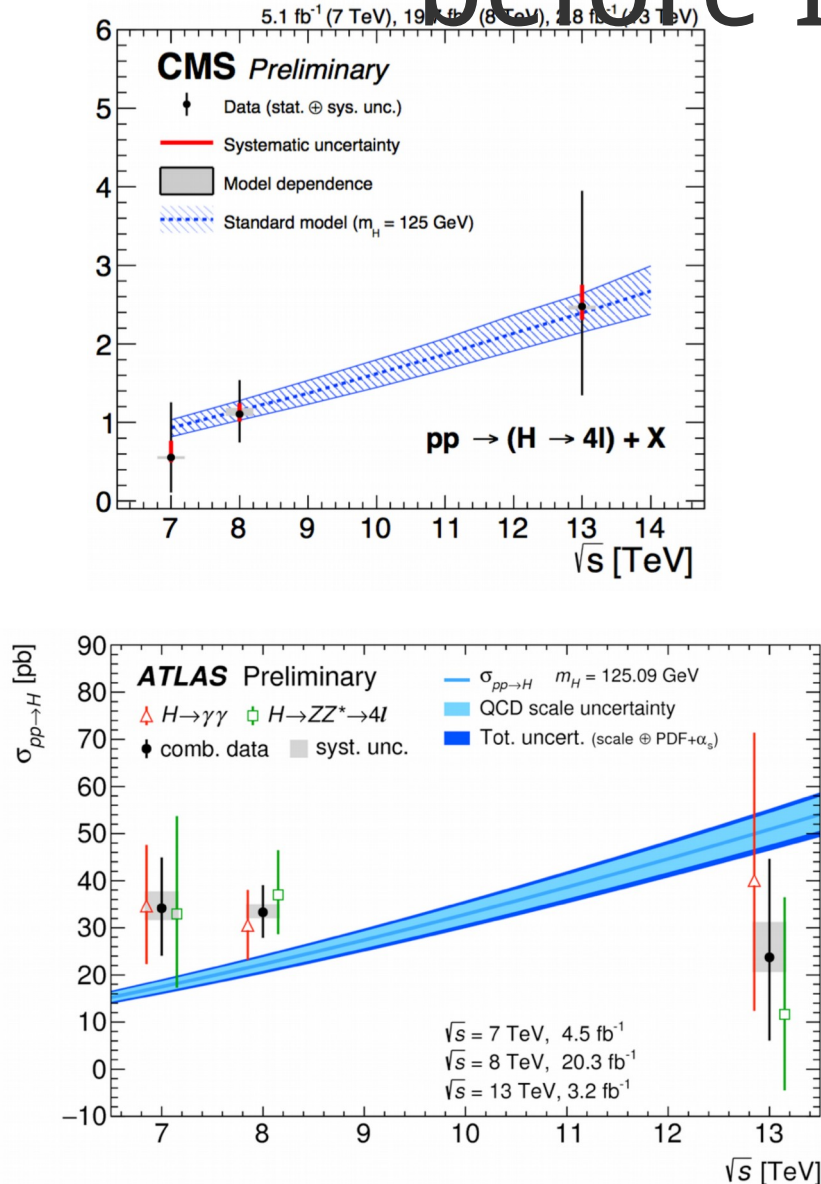 before
5.1 fb⁻¹ (7 TeV), 19.7 fb⁻¹ (8 TeV), 2.8 fb⁻¹ (13 TeV)
6
CMS Preliminary
Data (stat. ⊕ sys. unc.)
5
Systematic uncertainty
Model dependence
4
Standard model (m_H = 125 GeV)
3
2
1
pp → (H → 4l) + X
0
7 8 9 10 11 12 13 14
√s [TeV]
σ_pp→H [pb]
90
ATLAS Preliminary
σ_pp→H m_H = 125.09 GeV
80
H→γγ H→ZZ*→4l
QCD scale uncertainty
70
comb. data syst. unc.
Tot. uncert. (scale ⊕ PDF+α_s)
60
50
40
30
20
10
√s = 7 TeV, 4.5 fb⁻¹
0
√s = 8 TeV, 20.3 fb⁻¹
√s = 13 TeV, 3.2 fb⁻¹
−10
7 8 9 10 11 12 13
√s [TeV]